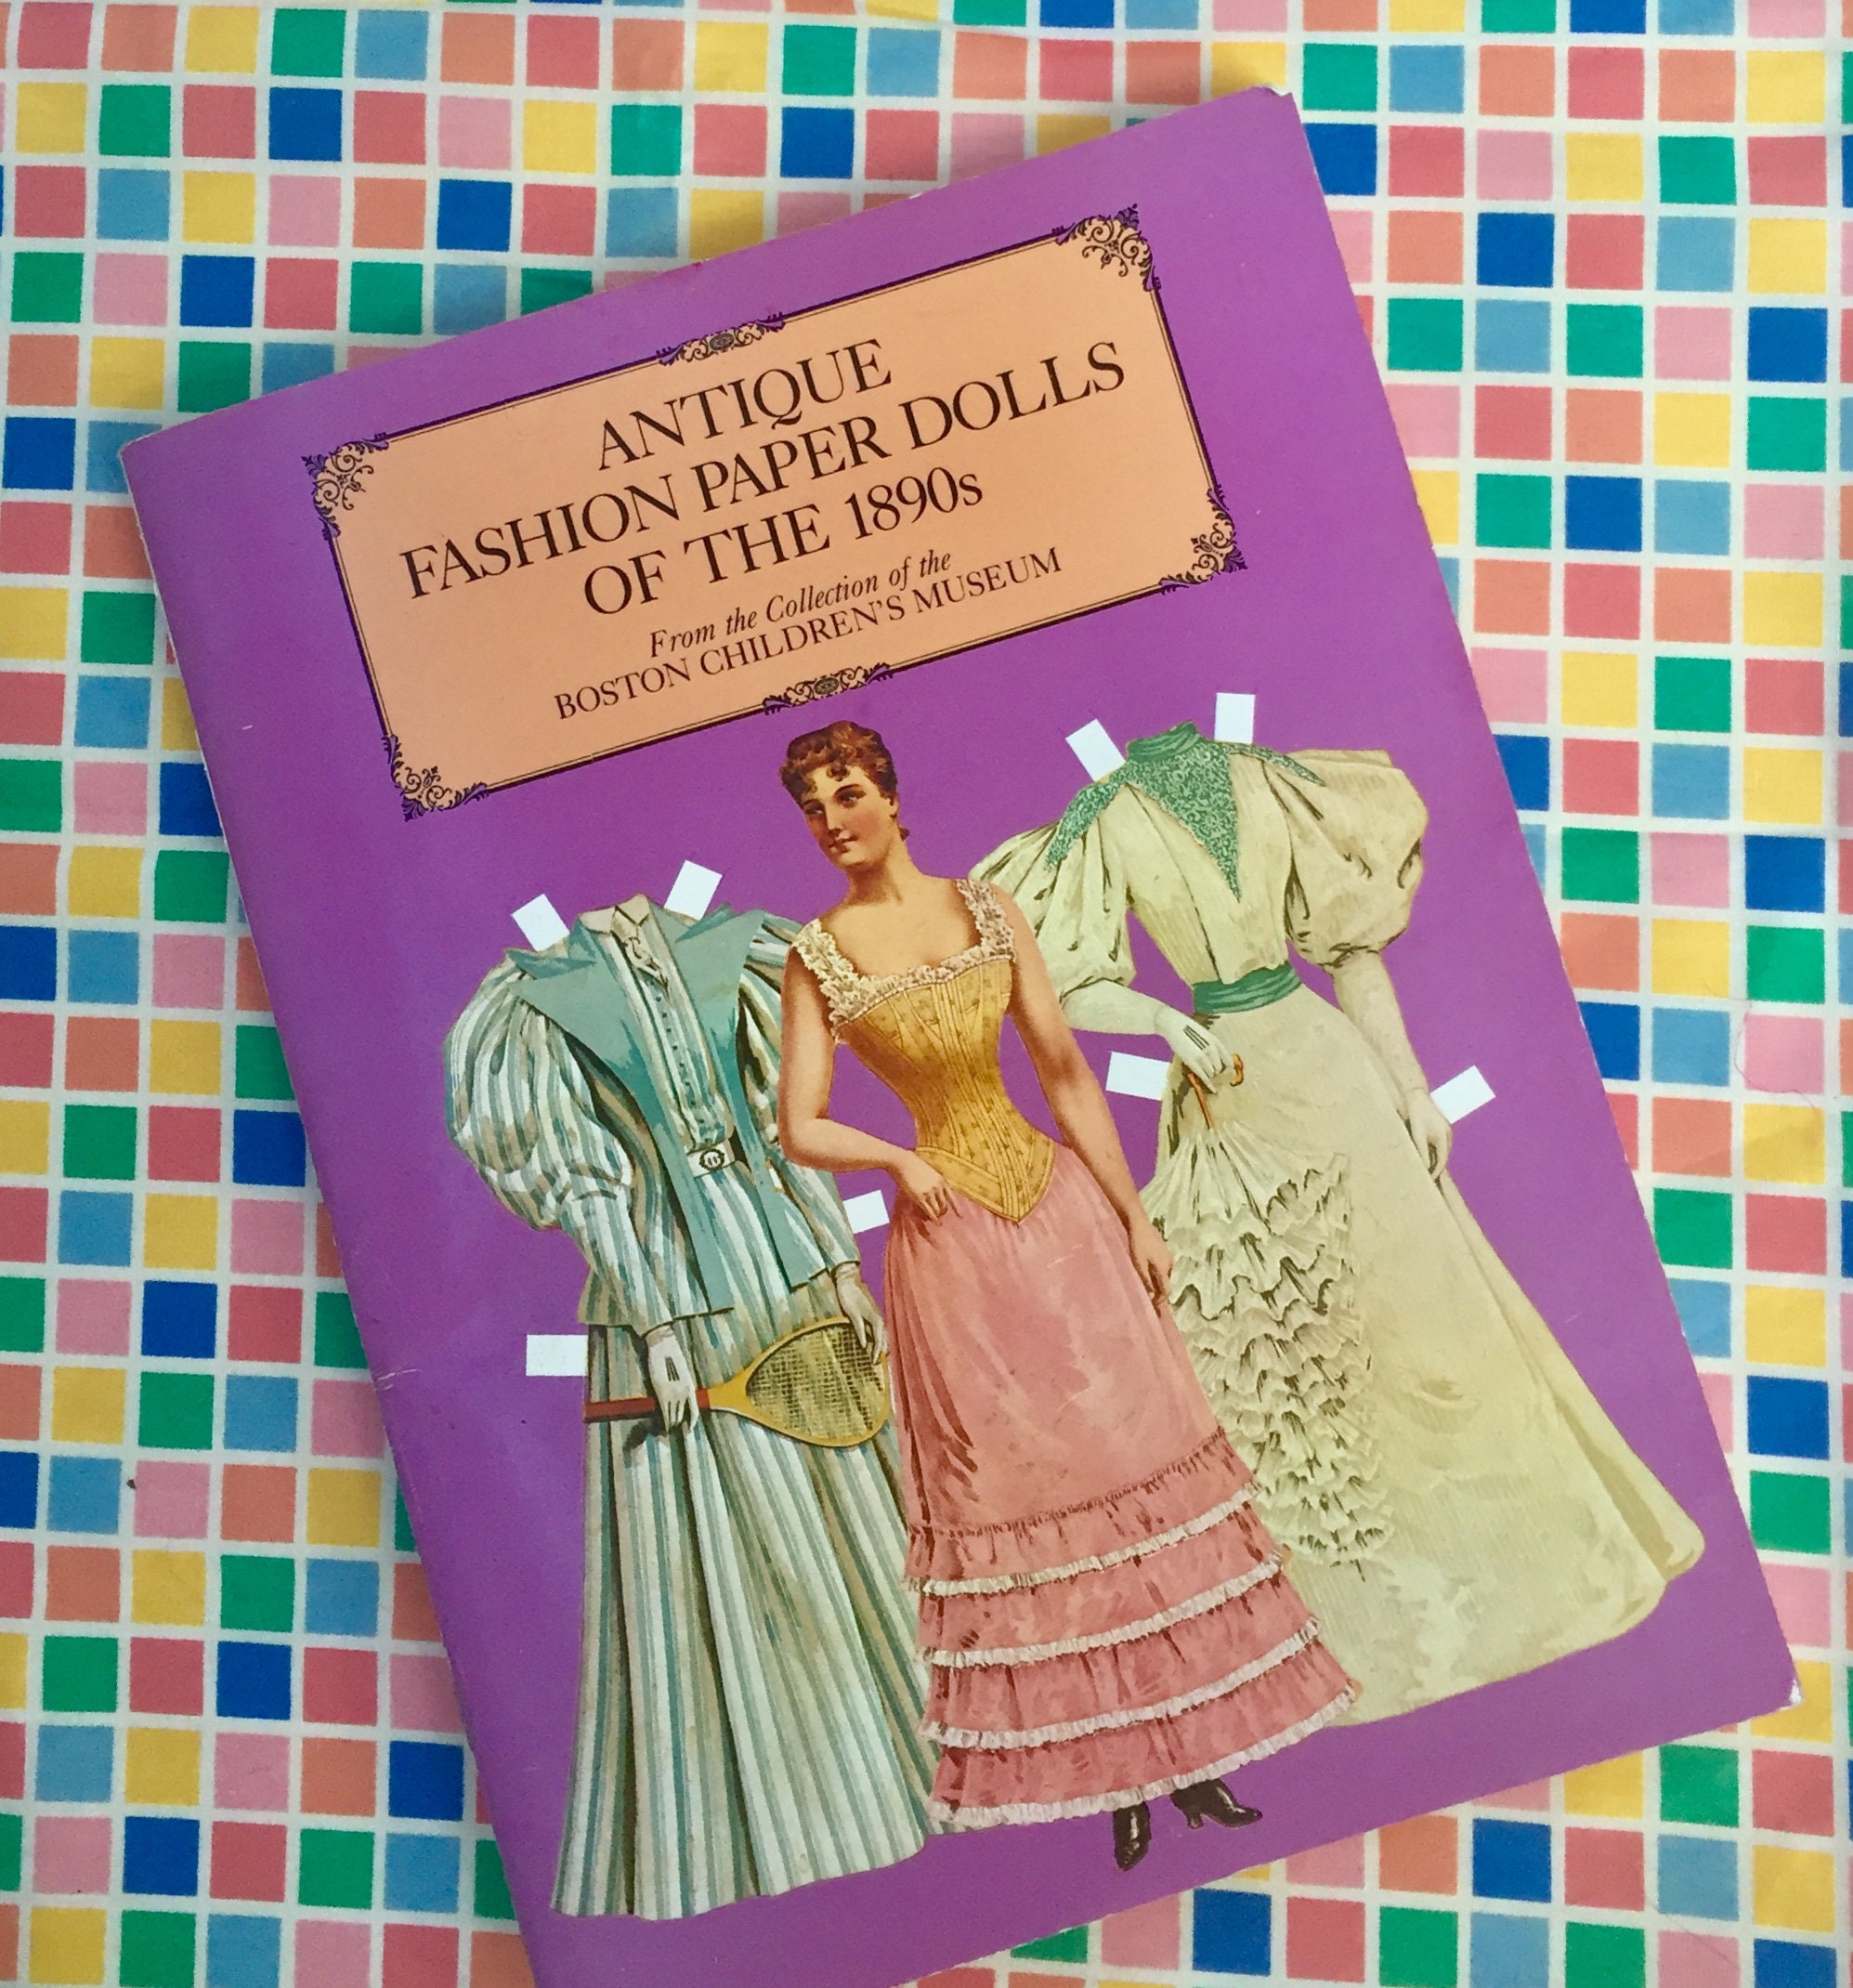 ANTIQUE
FASHION PAPER DOLLS
OF THE 1890s
From the Collection of the
BOSTON CHILDREN'S MUSEUM